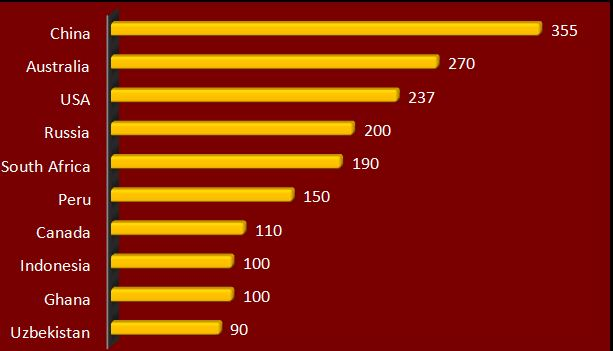 China 355
Australia 270
USA 237
Russia 200
South Africa 190
Peru 150
Canada 110
Indonesia 100
Ghana 100
Uzbekistan 90